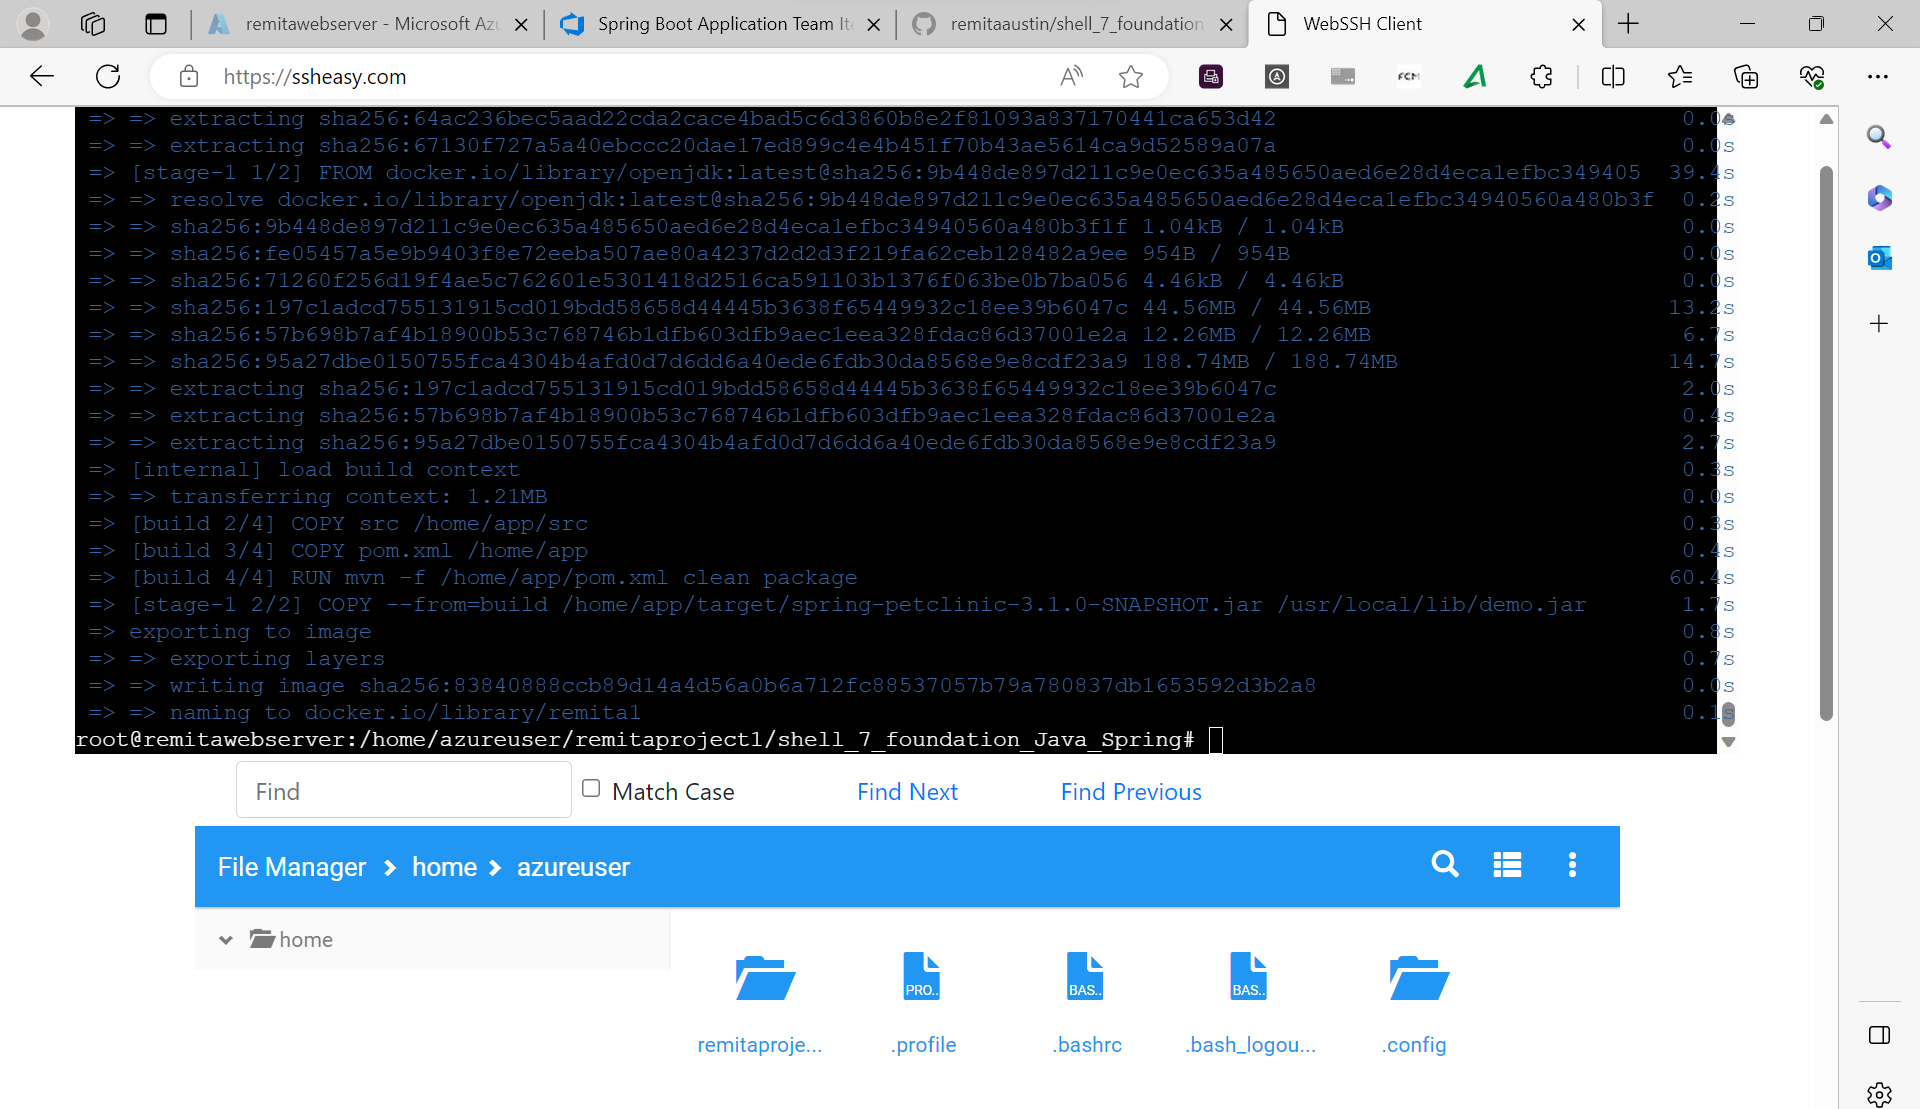 remitawebserver - Microsoft Azu
Spring Boot Application Team Ite
remitaaustin/shell_7_foundation_
WebSSH Client
https://ssheasy.com
FCM
=> => extracting sha256:64ac236bec5aad22cda2cace4bad5c6d3860b8e2f81093a837170441ca653d42 0.0s
=> => extracting sha256:67130f727a5a40ebccc20dae17ed899c4e4b451f70b43ae5614ca9d52589a07a 0.0s
=> [stage-1 1/2] FROM docker.io/library/openjdk:latest@sha256:9b448de897d211c9e0ec635a485650aed6e28d4eca1efbc349405 39.4s
=> => resolve docker.io/library/openjdk:latest@sha256:9b448de897d211c9e0ec635a485650aed6e28d4eca1efbc34940560a480b3f 0.2s
=> => sha256:9b448de897d211c9e0ec635a485650aed6e28d4eca1efbc34940560a480b3f1f 1.04kB / 1.04kB 0.0s
=> => sha256:fe05457a5e9b9403f8e72eeba507ae80a4237d2d2d3f219fa62ceb128482a9ee 954B / 954B 0.0s
=> => sha256:71260f256d19f4ae5c762601e5301418d2516ca591103b1376f063be0b7ba056 4.46kB / 4.46kB 0.0s
=> => sha256:197c1adcd755131915cd019bdd58658d44445b3638f65449932c18ee39b6047c 44.56MB / 44.56MB 13.2s
=> => sha256:57b698b7af4b18900b53c768746b1dfb603dfb9aec1eea328fdac86d37001e2a 12.26MB / 12.26MB 6.7s
=> => sha256:95a27dbe0150755fca4304b4afd0d7d6dd6a40ede6fdb30da8568e9e8cdf23a9 188.74MB / 188.74MB 14.7s
=> => extracting sha256:197c1adcd755131915cd019bdd58658d44445b3638f65449932c18ee39b6047c 2.0s
=> => extracting sha256:57b698b7af4b18900b53c768746b1dfb603dfb9aec1eea328fdac86d37001e2a 0.4s
=> => extracting sha256:95a27dbe0150755fca4304b4afd0d7d6dd6a40ede6fdb30da8568e9e8cdf23a9 2.7s
=> [internal] load build context 0.3s
=> => transferring context: 1.21MB 0.0s
=> [build 2/4] COPY src /home/app/src 0.3s
=> [build 3/4] COPY pom.xml /home/app 0.4s
=> [build 4/4] RUN mvn -f /home/app/pom.xml clean package 60.4s
=> [stage-1 2/2] COPY --from=build /home/app/target/spring-petclinic-3.1.0-SNAPSHOT.jar /usr/local/lib/demo.jar 1.7s
=> exporting to image 0.8s
=> => exporting layers 0.7s
=> => writing image sha256:83840888ccb89d14a4d56a0b6a712fc88537057b79a780837db1653592d3b2a8 0.0s
=> => naming to docker.io/library/remita1 0.1s
root@remitawebserver:/home/azureuser/remitaproject1/shell_7_foundation_Java_Spring#
Find
Match Case
Find Next
Find Previous
File Manager > home > azureuser
home
PRO..
BAS..
BAS..
remitaproje...
.profile
.bashrc
.bash_logou...
.config